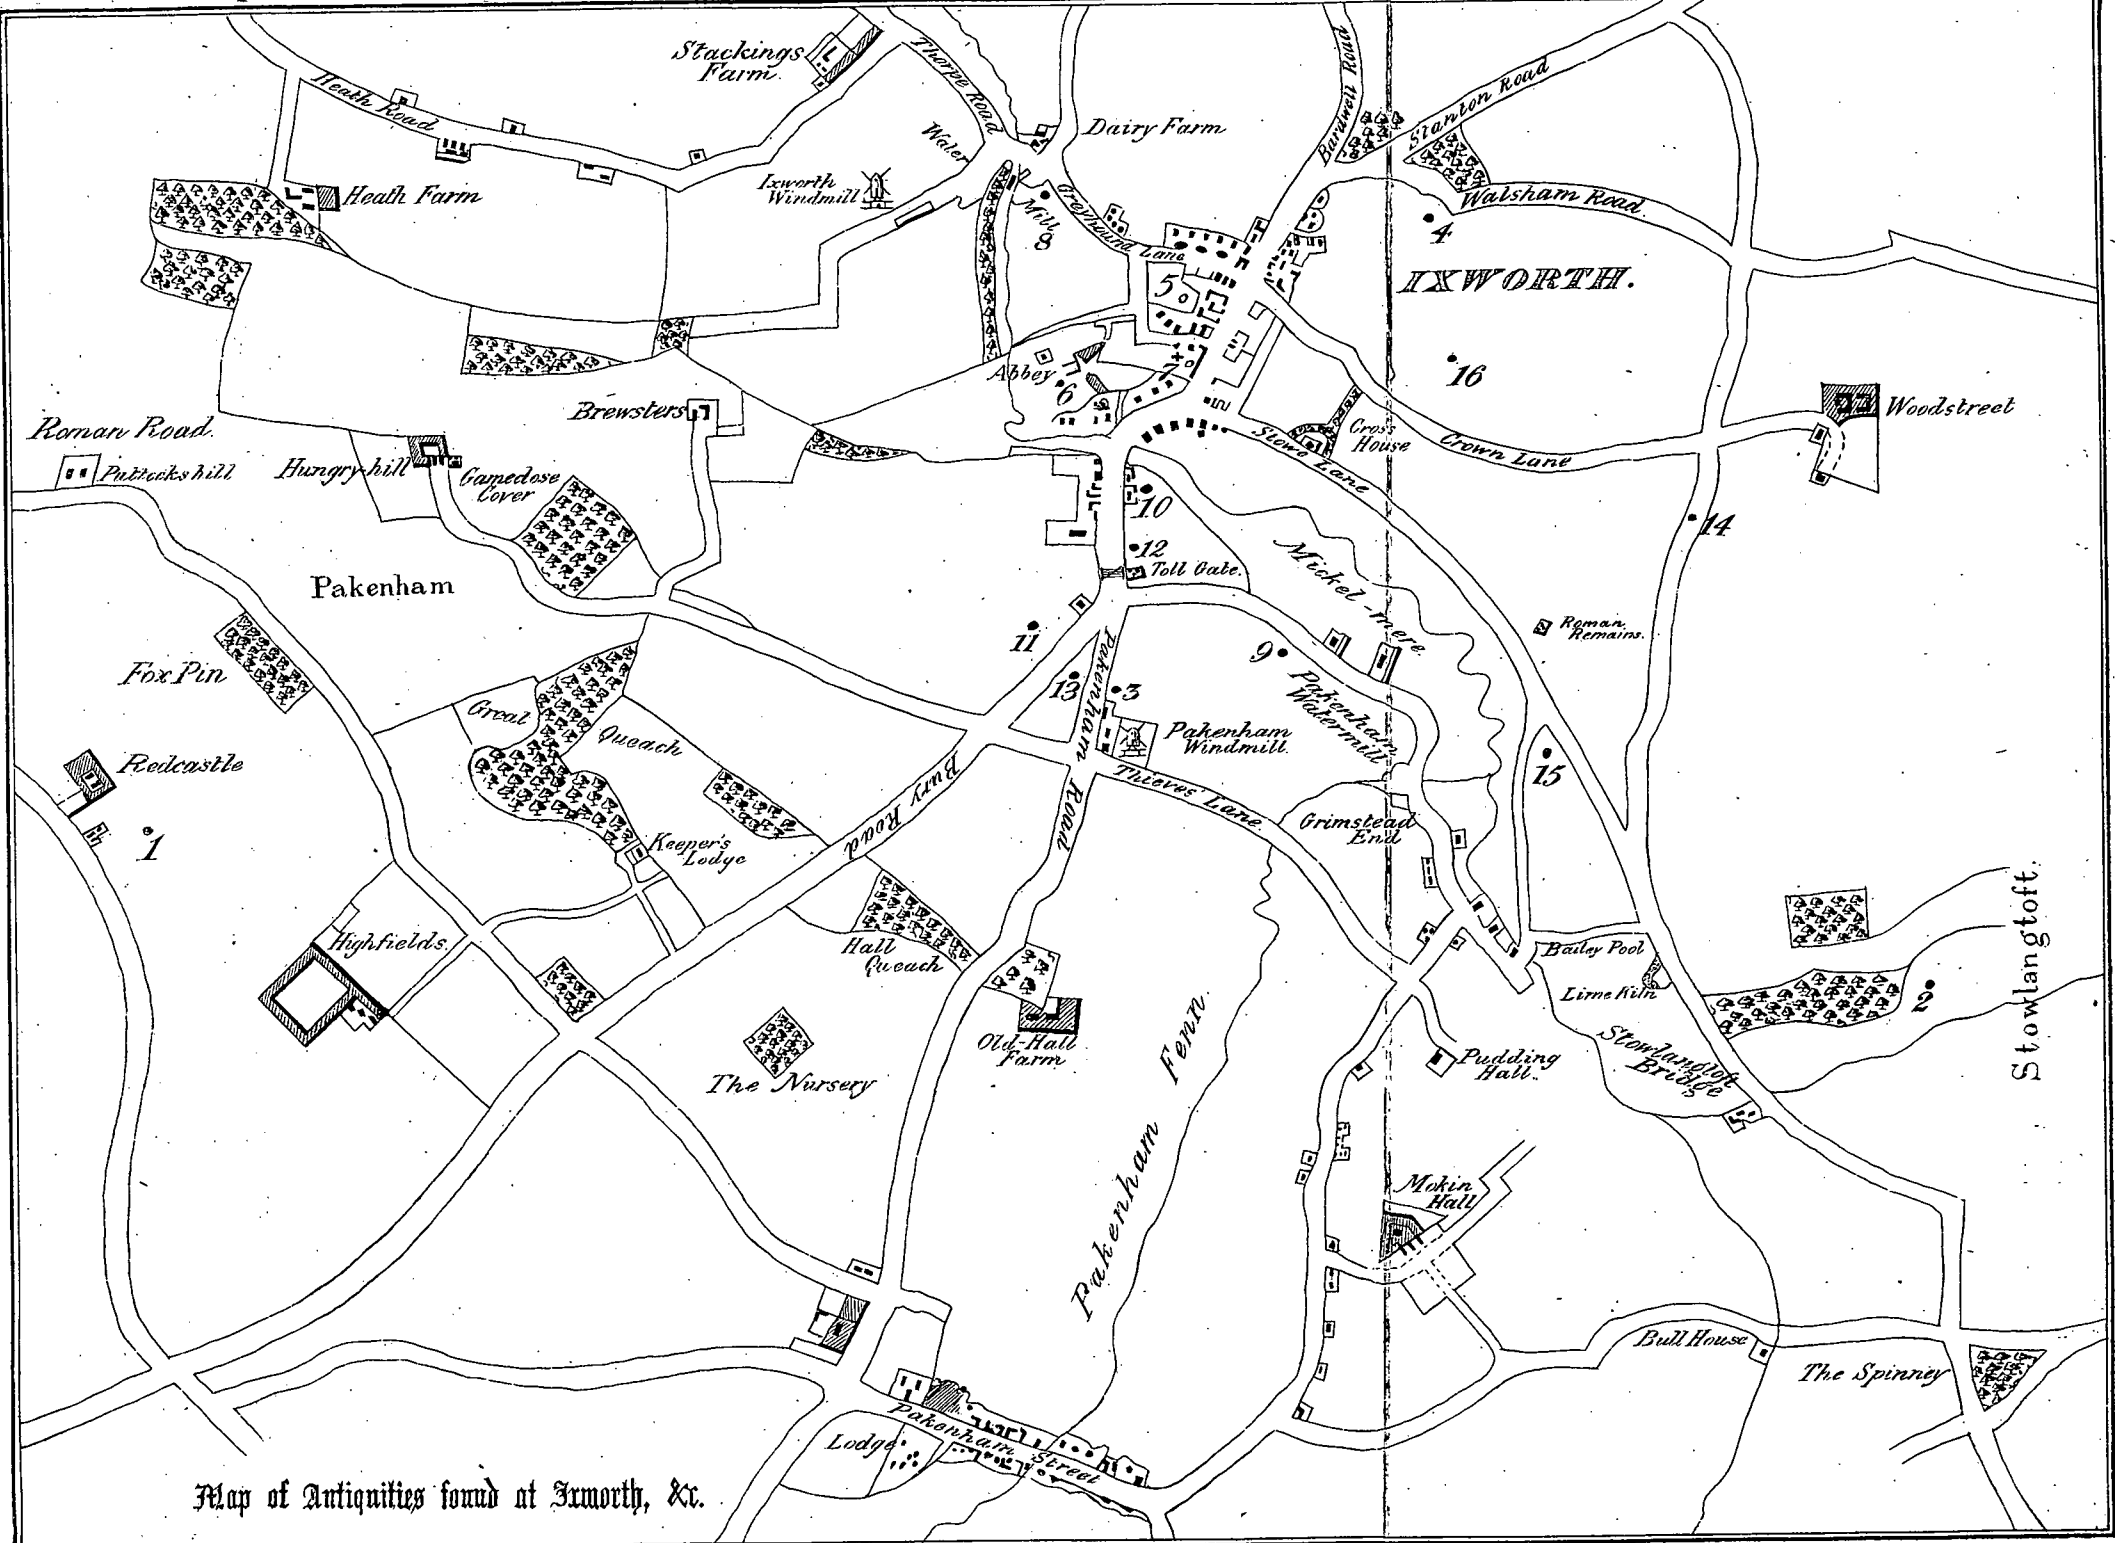 Stackings
Farm.
Thorpe Road
Bardwell Road
Stanton Road
Heath Road
Water
Dairy Farm
Heath Farm
Ixworth
Windmill
Mill
8
Greyhound Lane
Walsham Road
4
IXWORTH.
5
16
Abbey
6
7
Brewsters
Woodstreet
Roman Road.
Puttockshill
Hungry-hill
Gamedose
Cover
Cross
House
Stowe Lane
Crown Lane
10
12
Toll Gate.
Mickel-mere
14
Pakenham
11
Roman
Remains.
Fox Pin
9
13
3
Pakenham Road
Pakenham
Watermill
Great
Queach
Pakenham
Windmill.
Redcastle
Thieves Lane
15
Bury Road
1
Keeper's
Lodge
Grimstead
End
Highfields
Hall
Queach
Bailey Pool
Lime Kiln
2
Stowlangtoft.
Old-Hall
Farm
Stowlangtoft
Bridge
The Nursery
Pudding
Hall.
Pakenham Fenn
Mokin
Hall
Bull House
The Spinney
Pakenham Street
Lodge
Map of Antiquities found at Ixworth, &c.